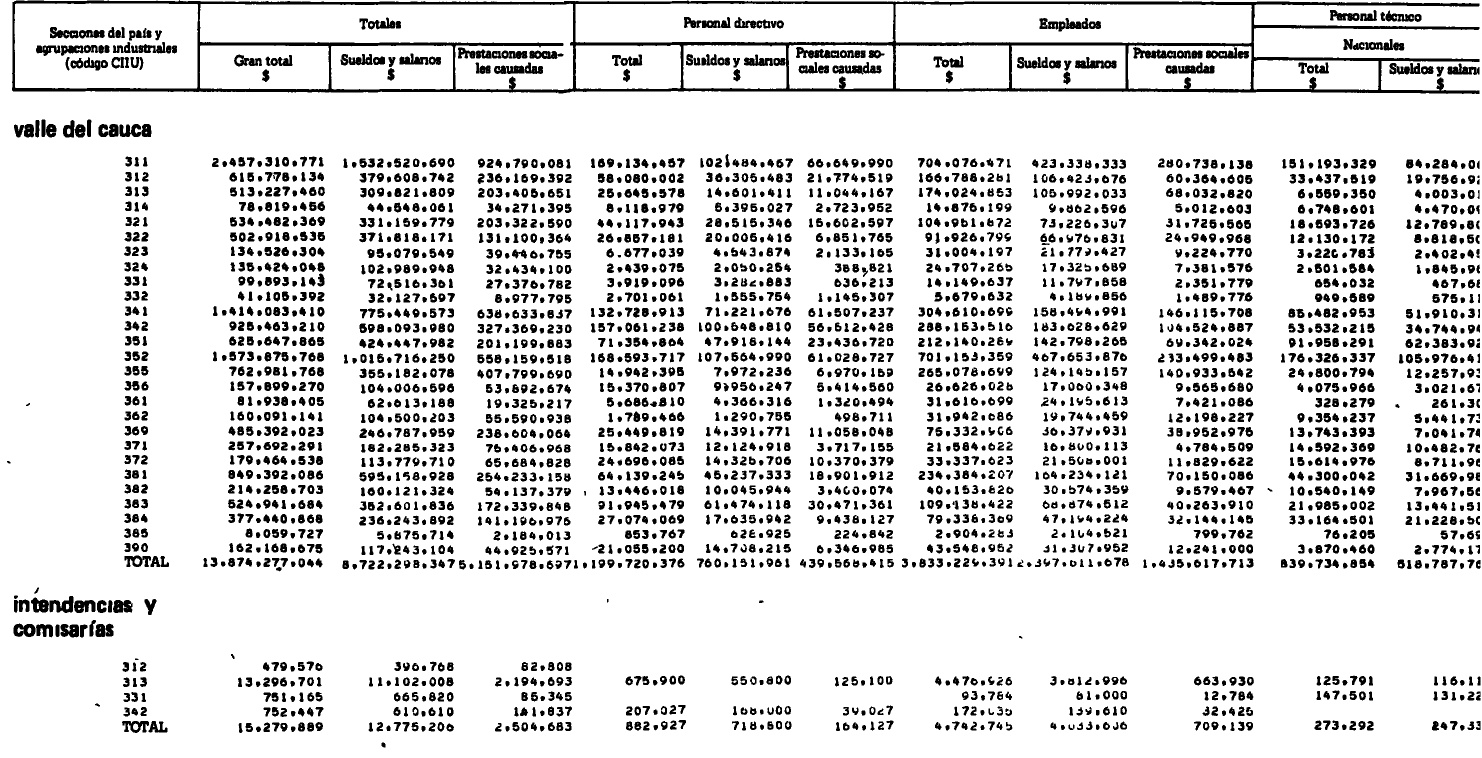 Totales Personal directivo Empleados Personal técnico
Secciones del país y agrupaciones industriales (código CIIU)
Nacionales
Gran total $ Sueldos y salarios $ Prestaciones sociales causadas $ Total $ Sueldos y salarios $ Prestaciones sociales causadas $ Total $ Sueldos y salarios $ Prestaciones sociales causadas $ Total $ Sueldos y salario $
valle del cauca
311 2.457.310.771 1.532.520.690 924.790.081 169.134.457 102.484.467 66.649.990 704.076.471 423.338.333 280.738.138 151.193.329 84.284.0
312 615.778.134 379.608.742 236.169.392 58.080.002 36.305.483 21.774.519 166.788.281 106.423.676 60.364.605 33.437.519 19.756.9
313 513.227.460 309.821.809 203.405.651 25.645.578 14.601.411 11.044.167 174.024.853 105.992.033 68.032.820 6.559.350 4.003.0
314 78.819.456 44.548.061 34.271.395 8.118.979 5.395.027 2.723.952 14.875.199 9.862.596 5.012.603 6.748.601 4.470.0
321 534.482.369 331.159.779 203.322.590 44.117.943 28.515.346 15.602.597 104.951.872 73.226.307 31.725.565 18.593.726 12.789.8
322 502.918.535 371.818.171 131.100.364 26.857.181 20.005.416 6.851.765 91.926.799 66.976.831 24.949.968 12.130.172 8.818.5
323 134.526.304 95.079.549 39.446.755 6.677.039 4.543.874 2.133.165 31.004.197 21.779.427 9.224.770 3.220.783 2.402.4
324 135.424.048 102.989.948 32.434.100 2.439.075 2.050.254 388.821 24.707.265 17.325.689 7.381.576 2.501.584 1.845.9
331 99.893.143 72.516.361 27.376.782 3.919.096 3.282.883 636.213 14.149.637 11.797.858 2.351.779 654.032 467.6
332 41.105.392 32.127.597 8.977.795 2.701.061 1.555.754 1.145.307 5.679.632 4.189.856 1.489.776 949.589 575.1
341 1.414.083.410 775.449.573 638.633.837 132.728.913 71.221.676 61.507.237 304.610.699 158.494.991 146.115.708 85.482.953 51.910.3
342 925.463.210 598.093.980 327.369.230 157.061.238 100.548.810 56.512.428 288.153.516 183.628.629 104.524.887 53.532.215 34.744.9
351 625.647.865 424.447.982 201.199.883 71.354.864 47.918.144 23.436.720 212.140.289 142.798.265 69.342.024 91.958.291 62.383.9
352 1.573.875.768 1.015.716.250 558.159.518 168.593.717 107.564.990 61.028.727 701.153.359 467.653.876 233.499.483 176.326.337 105.976.4
355 762.981.768 355.182.078 407.799.690 14.942.395 7.972.236 6.970.159 265.078.699 124.145.157 140.933.542 24.800.794 12.257.9
356 157.899.270 104.006.596 53.892.674 15.370.807 9.956.247 5.414.560 26.626.028 17.060.348 9.565.680 4.075.966 3.021.6
361 81.938.405 62.613.188 19.325.217 5.686.810 4.366.316 1.320.494 31.616.699 24.195.613 7.421.086 328.279 261.3
362 160.091.141 104.500.203 55.590.938 1.789.466 1.290.755 498.711 31.942.686 19.744.459 12.198.227 9.354.237 5.441.7
369 485.392.023 246.787.959 238.604.064 25.449.819 14.391.771 11.058.048 75.332.906 36.379.931 38.952.975 13.743.393 7.041.7
371 257.692.291 182.285.323 75.406.968 15.842.073 12.124.918 3.717.155 21.584.622 16.800.113 4.784.509 14.592.369 10.482.7
372 179.464.538 113.779.710 65.684.828 24.696.085 14.325.706 10.370.379 33.337.623 21.508.001 11.829.622 15.614.976 8.711.9
381 849.392.086 595.158.928 254.233.158 64.139.245 45.237.333 18.901.912 234.384.207 164.234.121 70.150.086 44.300.042 31.669.9
382 214.258.703 160.121.324 54.137.379 13.446.018 10.045.944 3.400.074 40.153.826 30.574.359 9.579.467 10.540.149 7.967.5
383 524.941.684 352.601.836 172.339.848 91.945.479 61.474.118 30.471.361 109.138.422 68.874.512 40.263.910 21.985.002 13.441.5
384 377.440.868 236.243.892 141.196.976 27.074.069 17.635.942 9.438.127 79.338.369 47.194.224 32.144.145 33.164.501 21.228.5
385 8.059.727 5.875.714 2.184.013 853.767 628.925 224.842 2.904.283 2.104.521 799.762 76.205 57.6
390 162.168.675 117.243.104 44.925.571 21.055.200 14.708.215 6.346.985 43.548.952 31.307.952 12.241.000 3.870.460 2.774.1
TOTAL 13.874.277.044 8.722.298.347 5.151.978.697 1.199.720.376 760.151.961 439.568.415 3.833.229.391 2.397.611.678 1.435.617.713 839.734.854 518.787.7
intendencias y
comisarías
312 479.576 396.768 82.808
313 13.296.701 11.102.008 2.194.693 675.900 550.800 125.100 4.476.926 3.812.996 663.930 125.791 116.1
331 751.165 665.820 85.345 93.784 81.000 12.784 147.501 131.2
342 752.447 610.610 141.837 207.027 168.000 39.027 172.035 139.610 32.425
TOTAL 15.279.889 12.775.206 2.504.683 882.927 718.800 164.127 4.742.745 4.033.606 709.139 273.292 247.3